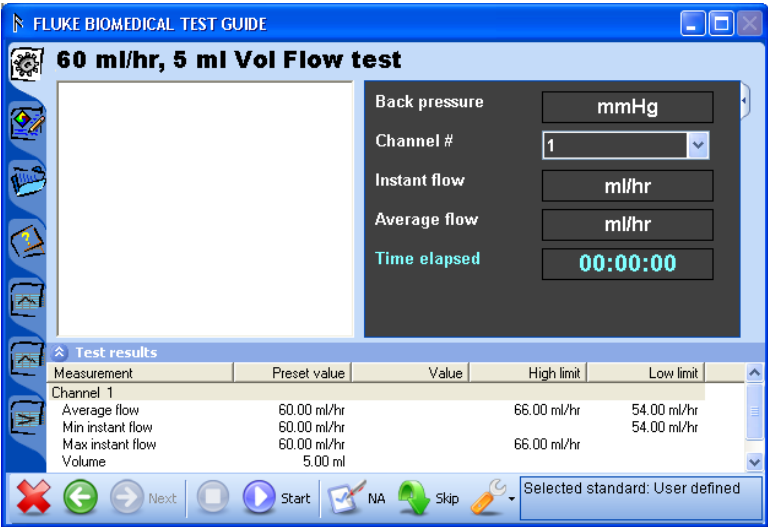 FLUKE BIOMEDICAL TEST GUIDE
60 ml/hr, 5 ml Vol Flow test
Back pressure mmHg
Channel # 1
Instant flow ml/hr
Average flow ml/hr
Time elapsed 00:00:00
Test results
Measurement Preset value Value High limit Low limit
Channel 1
Average flow 60.00 ml/hr 66.00 ml/hr 54.00 ml/hr
Min instant flow 60.00 ml/hr 54.00 ml/hr
Max instant flow 60.00 ml/hr 66.00 ml/hr
Volume 5.00 ml
Next Start NA Skip Selected standard: User defined